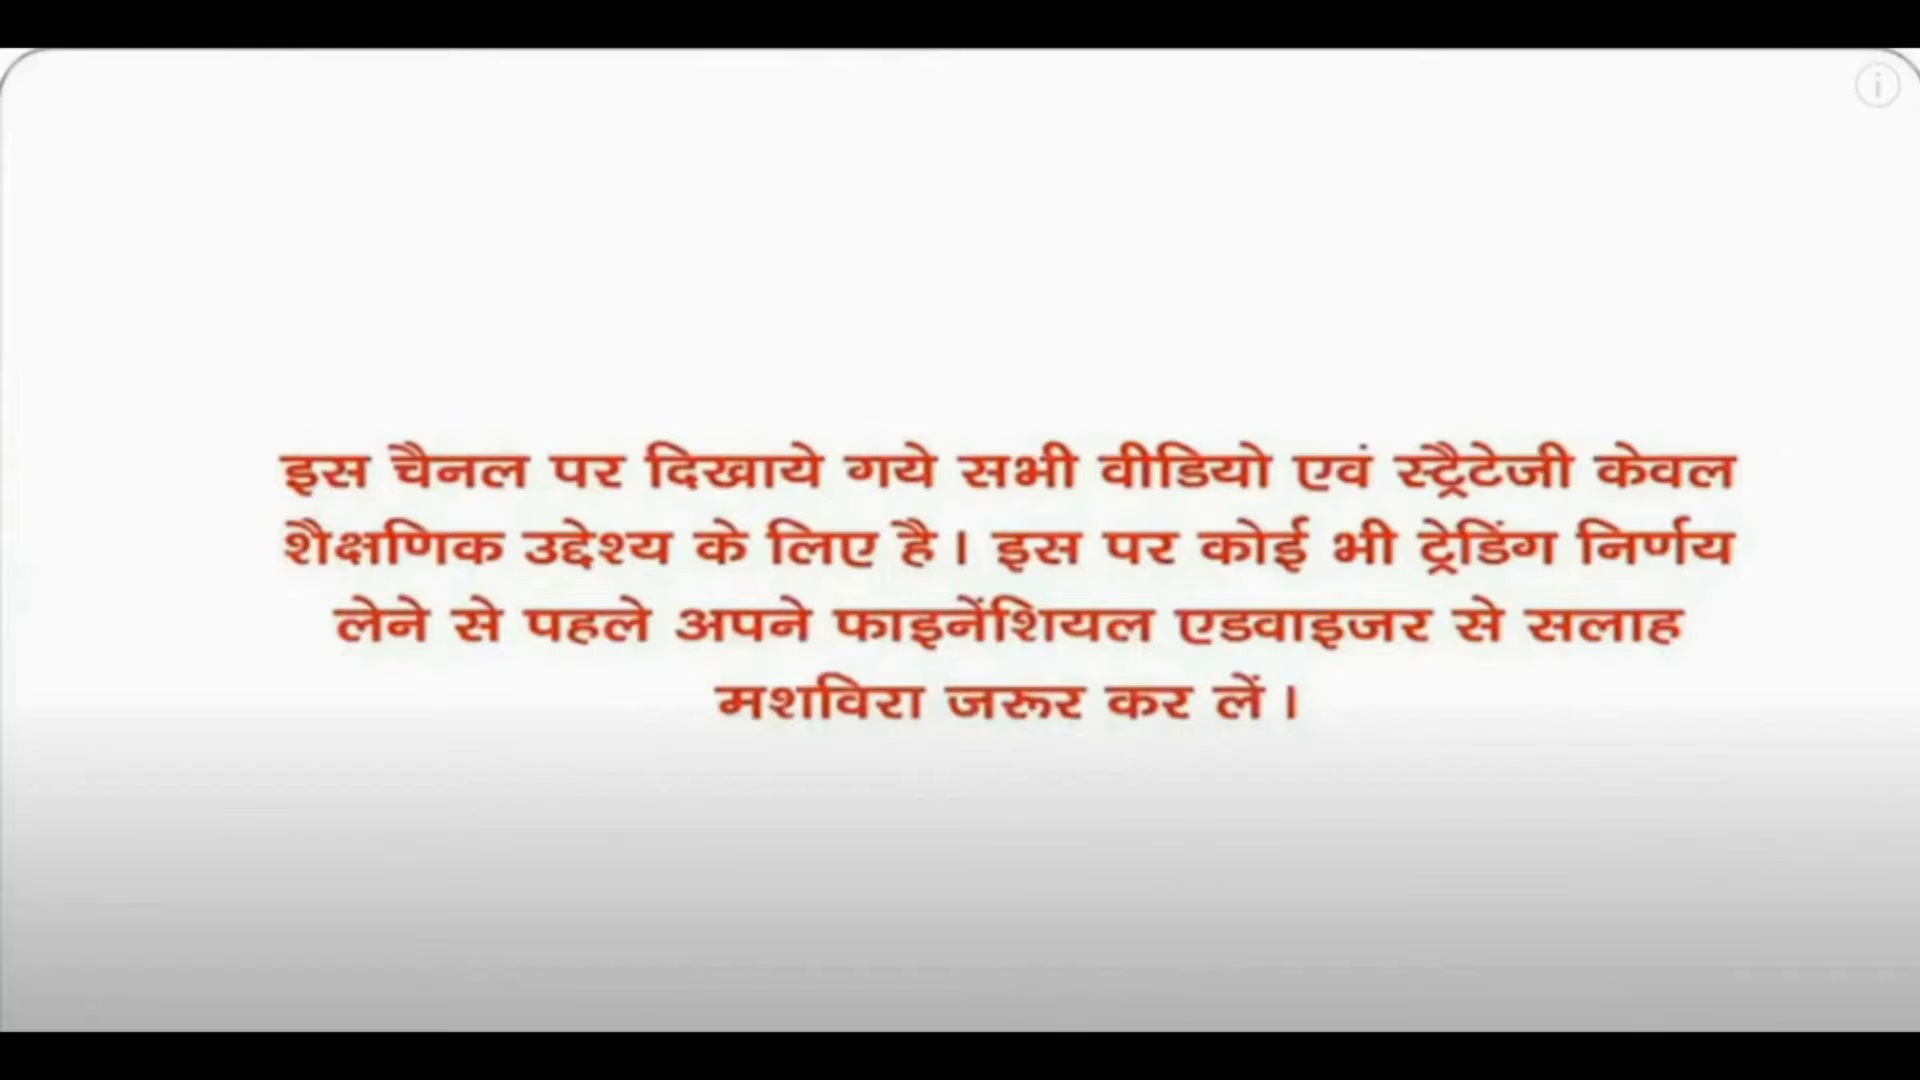 इस चैनल पर दिखाये गये सभी वीडियो एवं स्ट्रैटेजी केवल
शैक्षणिक उद्देश्य के लिए है। इस पर कोई भी ट्रेडिंग निर्णय
लेने से पहले अपने फाइनेंशियल एडवाइजर से सलाह
मशविरा जरूर कर लें।